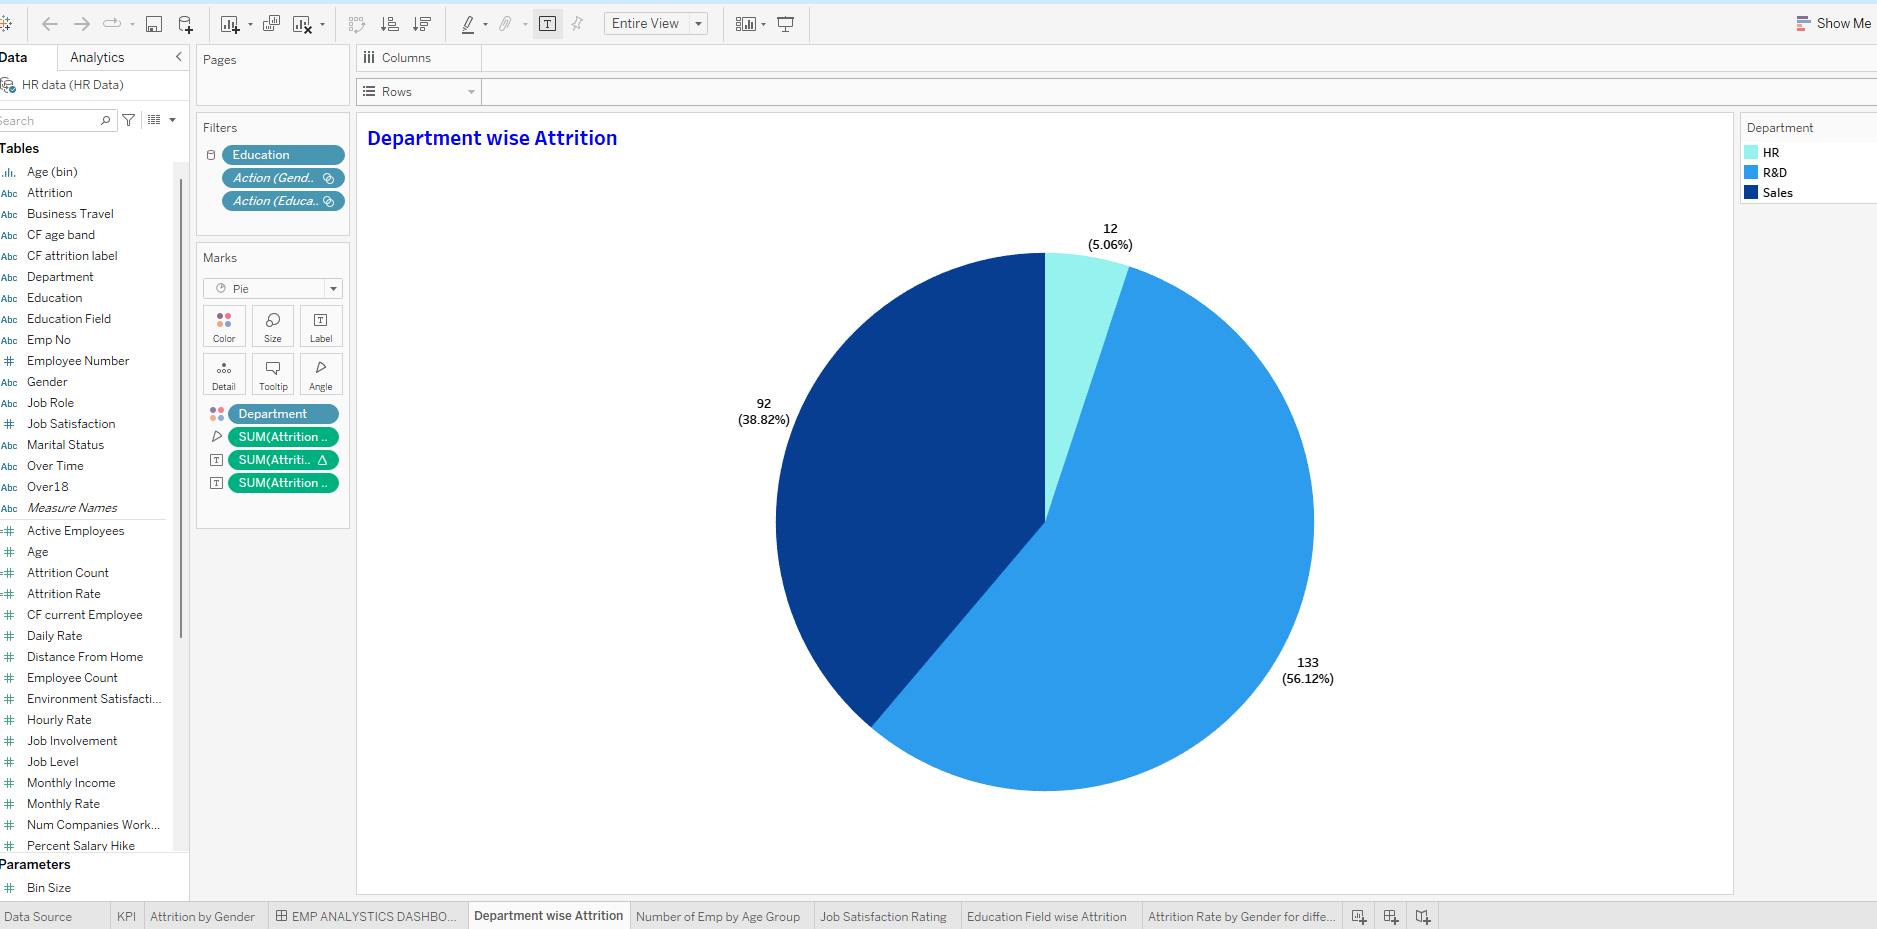 Entire View
Show Me
Data
Analytics
Pages
Columns
HR data (HR Data)
Rows
Search
Filters
Department wise Attrition
Department
Tables
Education
HR
Age (bin)
Action (Gend..
R&D
Attrition
Action (Educa..
Sales
Business Travel
12
CF age band
(5.06%)
CF attrition label
Marks
Department
Pie
Education
Education Field
Color
Size
Label
Emp No
Employee Number
Detail
Tooltip
Angle
Gender
Job Role
92
Job Satisfaction
Department
(38.82%)
Marital Status
SUM(Attrition ..
Over Time
SUM(Attriti..
Over18
SUM(Attrition ..
Measure Names
Active Employees
Age
Attrition Count
Attrition Rate
CF current Employee
Daily Rate
Distance From Home
133
Employee Count
(56.12%)
Environment Satisfacti...
Hourly Rate
Job Involvement
Job Level
Monthly Income
Monthly Rate
Num Companies Work...
Percent Salary Hike
Parameters
Bin Size
Data Source
KPI
Attrition by Gender
EMP ANALYSTICS DASHBO...
Department wise Attrition
Number of Emp by Age Group
Job Satisfaction Rating
Education Field wise Attrition
Attrition Rate by Gender for diffe...